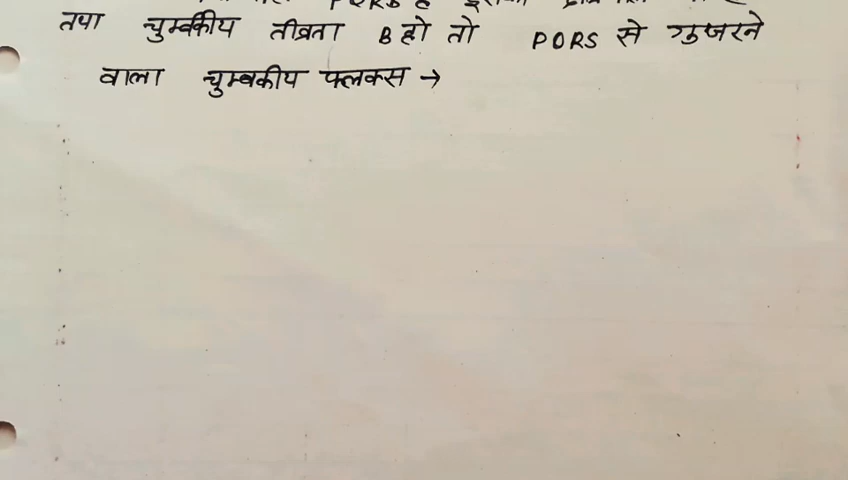 तथा चुम्बकीय तीव्रता B हो तो PQRS से गुजरने
वाला चुम्बकीय फ्लक्स →